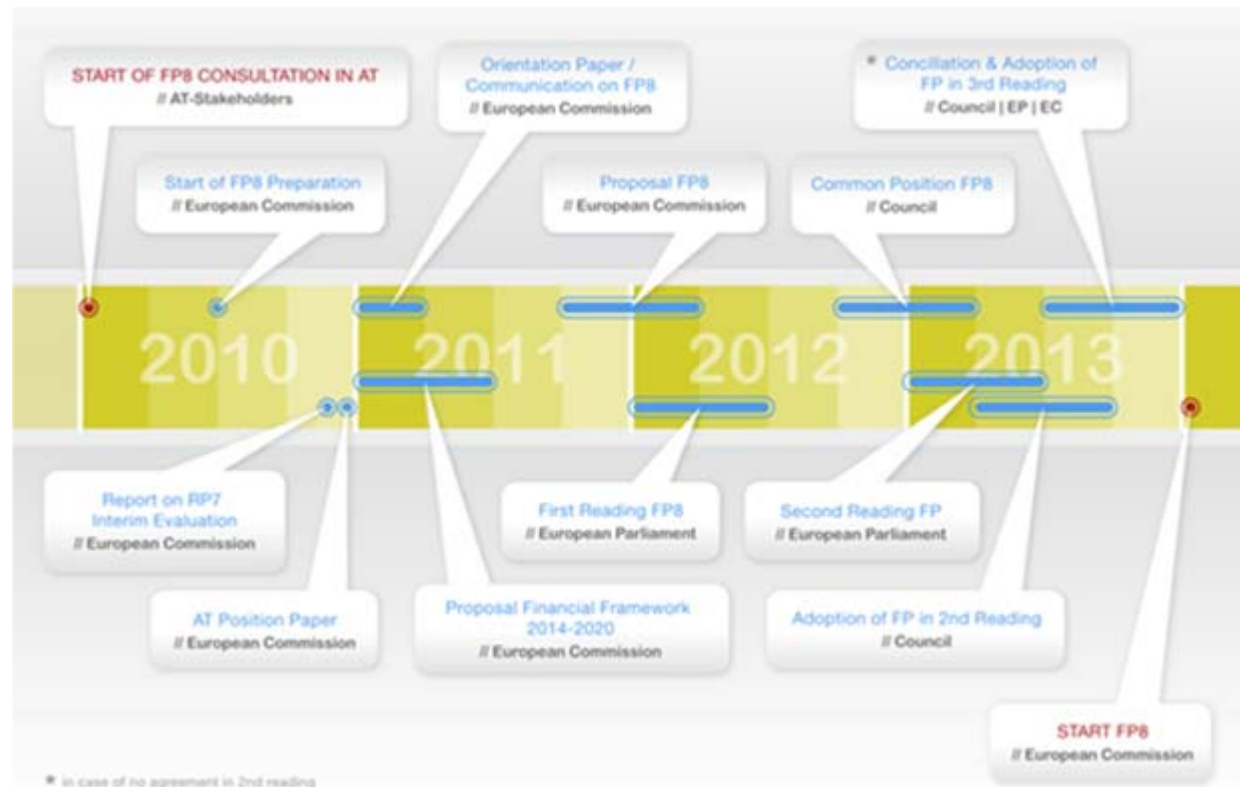 START OF FP8 CONSULTATION IN AT
// AT-Stakeholders
Orientation Paper /
Communication on FP8
// European Commission
* Conciliation & Adoption of
FP in 3rd Reading
// Council | EP | EC
Start of FP8 Preparation
// European Commission
Proposal FP8
// European Commission
Common Position FP8
// Council
2010
2011
2012
2013
Report on RP7
Interim Evaluation
// European Commission
First Reading FP8
// European Parliament
Second Reading FP
// European Parliament
AT Position Paper
// European Commission
Proposal Financial Framework
2014-2020
// European Commission
Adoption of FP in 2nd Reading
// Council
START FP8
// European Commission
* in case of no agreement in 2nd reading